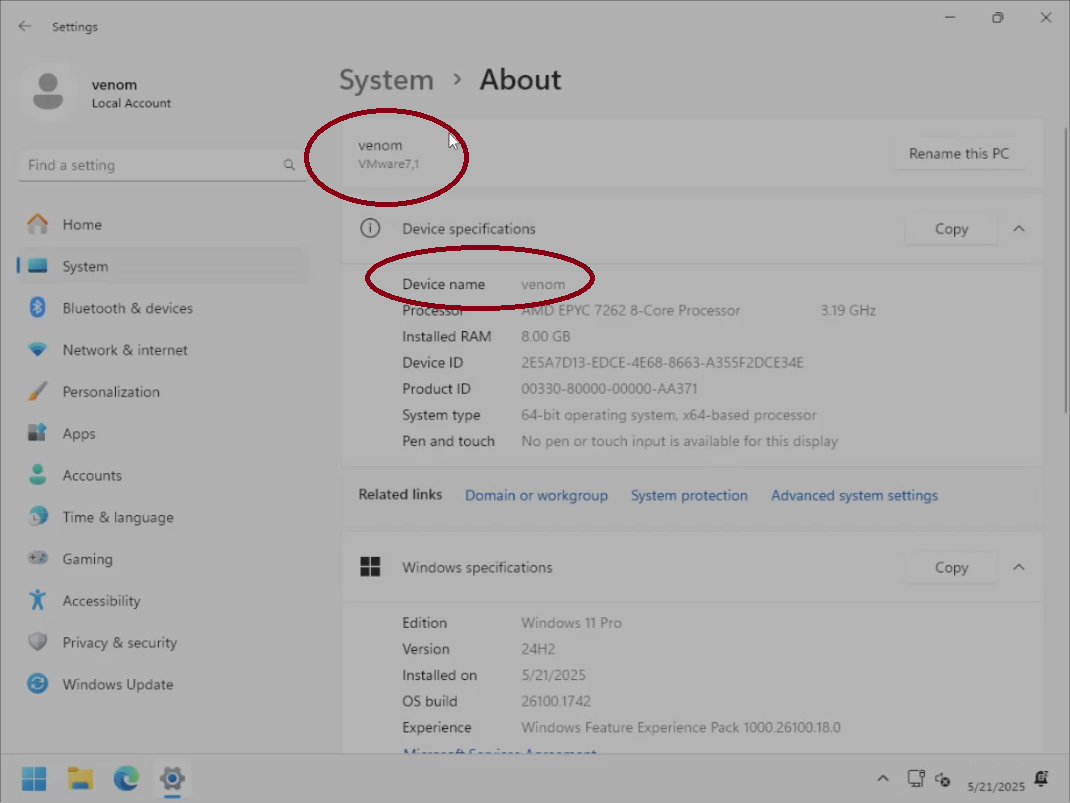 Settings
venom
Local Account
Find a setting
Home
System
Bluetooth & devices
Network & internet
Personalization
Apps
Accounts
Time & language
Gaming
Accessibility
Privacy & security
Windows Update
System > About
venom
VMware7,1
Rename this PC
Device specifications Copy
Device name venom
Processor AMD EPYC 7262 8-Core Processor 3.19 GHz
Installed RAM 8.00 GB
Device ID 2E5A7D13-EDCE-4E68-8663-A355F2DCE34E
Product ID 00330-80000-00000-AA371
System type 64-bit operating system, x64-based processor
Pen and touch No pen or touch input is available for this display
Related links Domain or workgroup System protection Advanced system settings
Windows specifications Copy
Edition Windows 11 Pro
Version 24H2
Installed on 5/21/2025
OS build 26100.1742
Experience Windows Feature Experience Pack 1000.26100.18.0
Microsoft Services Agreement
5/21/2025